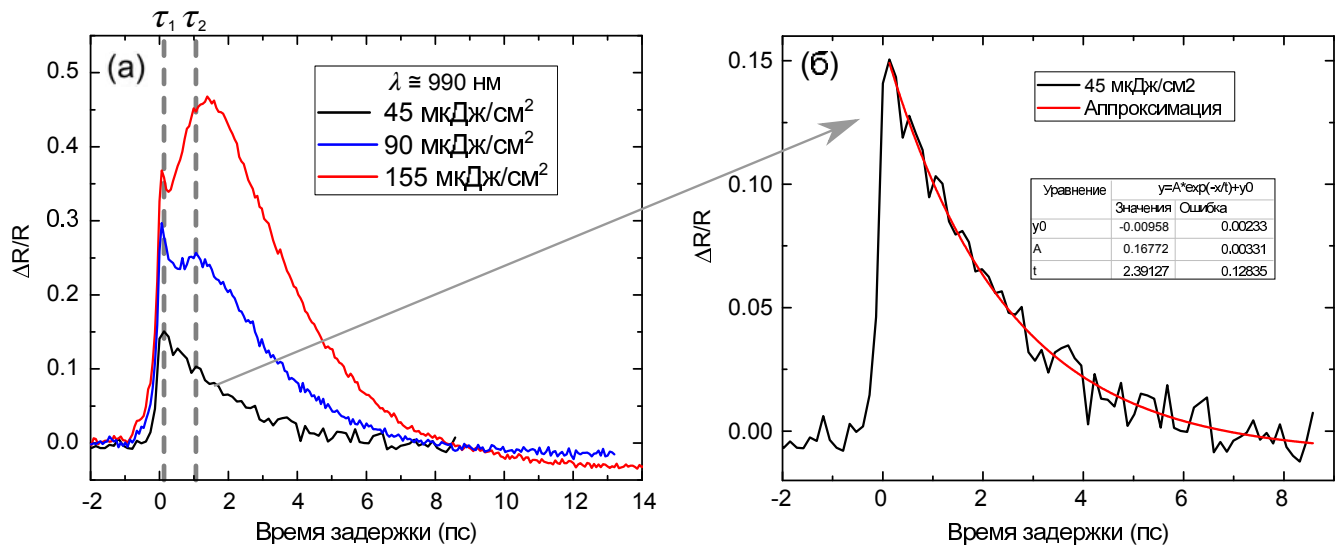 τ1 τ2
(а)
λ ≅ 990 нм
45 мкДж/см²
90 мкДж/см²
155 мкДж/см²
ΔR/R
0.5
0.4
0.3
0.2
0.1
0.0
-2 0 2 4 6 8 10 12 14
Время задержки (пс)
(б)
45 мкДж/см2
Аппроксимация
Уравнение y=A*exp(-x/t)+y0
Значения Ошибка
y0 -0.00958 0.00233
A 0.16772 0.00331
t 2.39127 0.12835
ΔR/R
0.15
0.10
0.05
0.00
-2 0 2 4 6 8
Время задержки (пс)